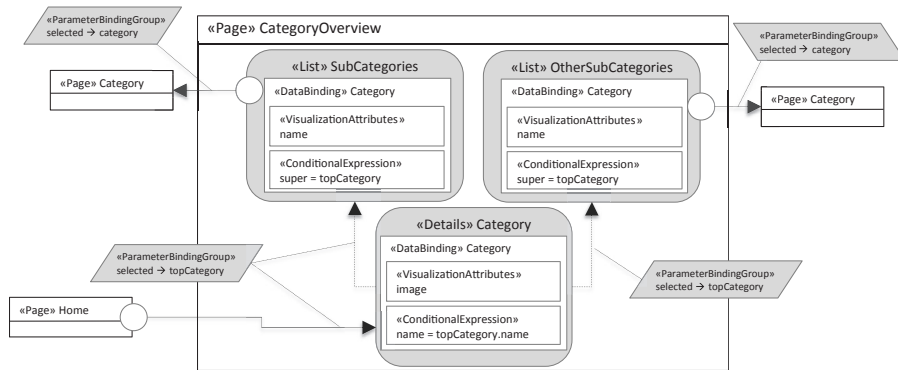 «ParameterBindingGroup»
selected → category
«Page» CategoryOverview
«ParameterBindingGroup»
selected → category
«List» SubCategories
«DataBinding» Category
«VisualizationAttributes»
name
«ConditionalExpression»
super = topCategory
«List» OtherSubCategories
«DataBinding» Category
«VisualizationAttributes»
name
«ConditionalExpression»
super = topCategory
«Page» Category
«Page» Category
«Details» Category
«DataBinding» Category
«VisualizationAttributes»
image
«ConditionalExpression»
name = topCategory.name
«ParameterBindingGroup»
selected → topCategory
«ParameterBindingGroup»
selected → topCategory
«Page» Home